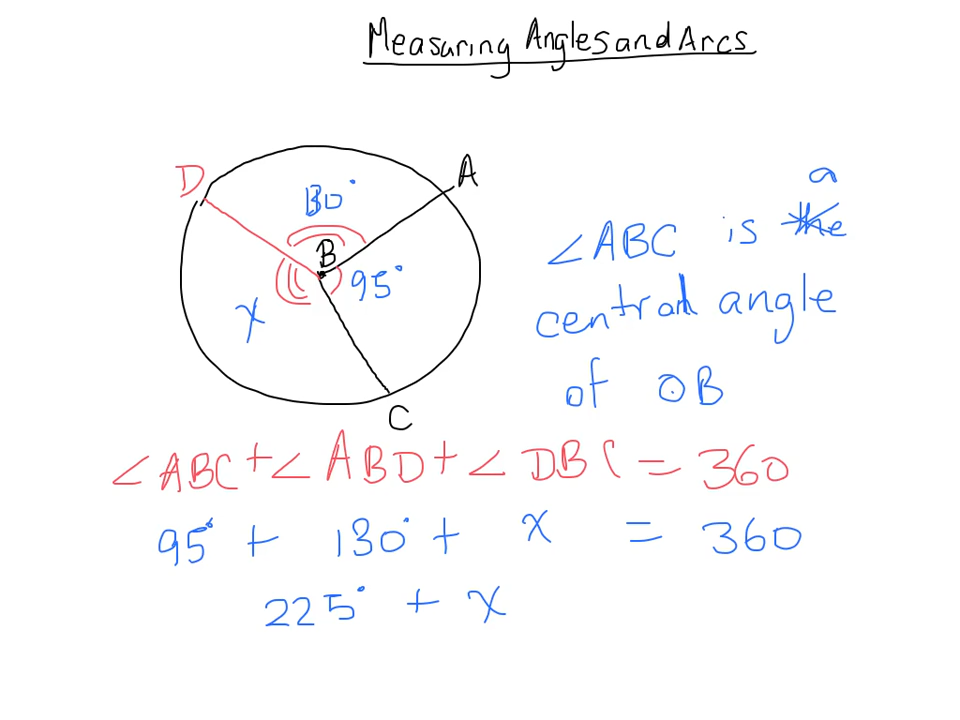 Measuring Angles and Arcs
D
A
130°
B
95°
x
C
∠ABC is a
central angle
of ⊙B
∠ABC + ∠ABD + ∠DBC = 360
95° + 130° + x = 360
225° + x